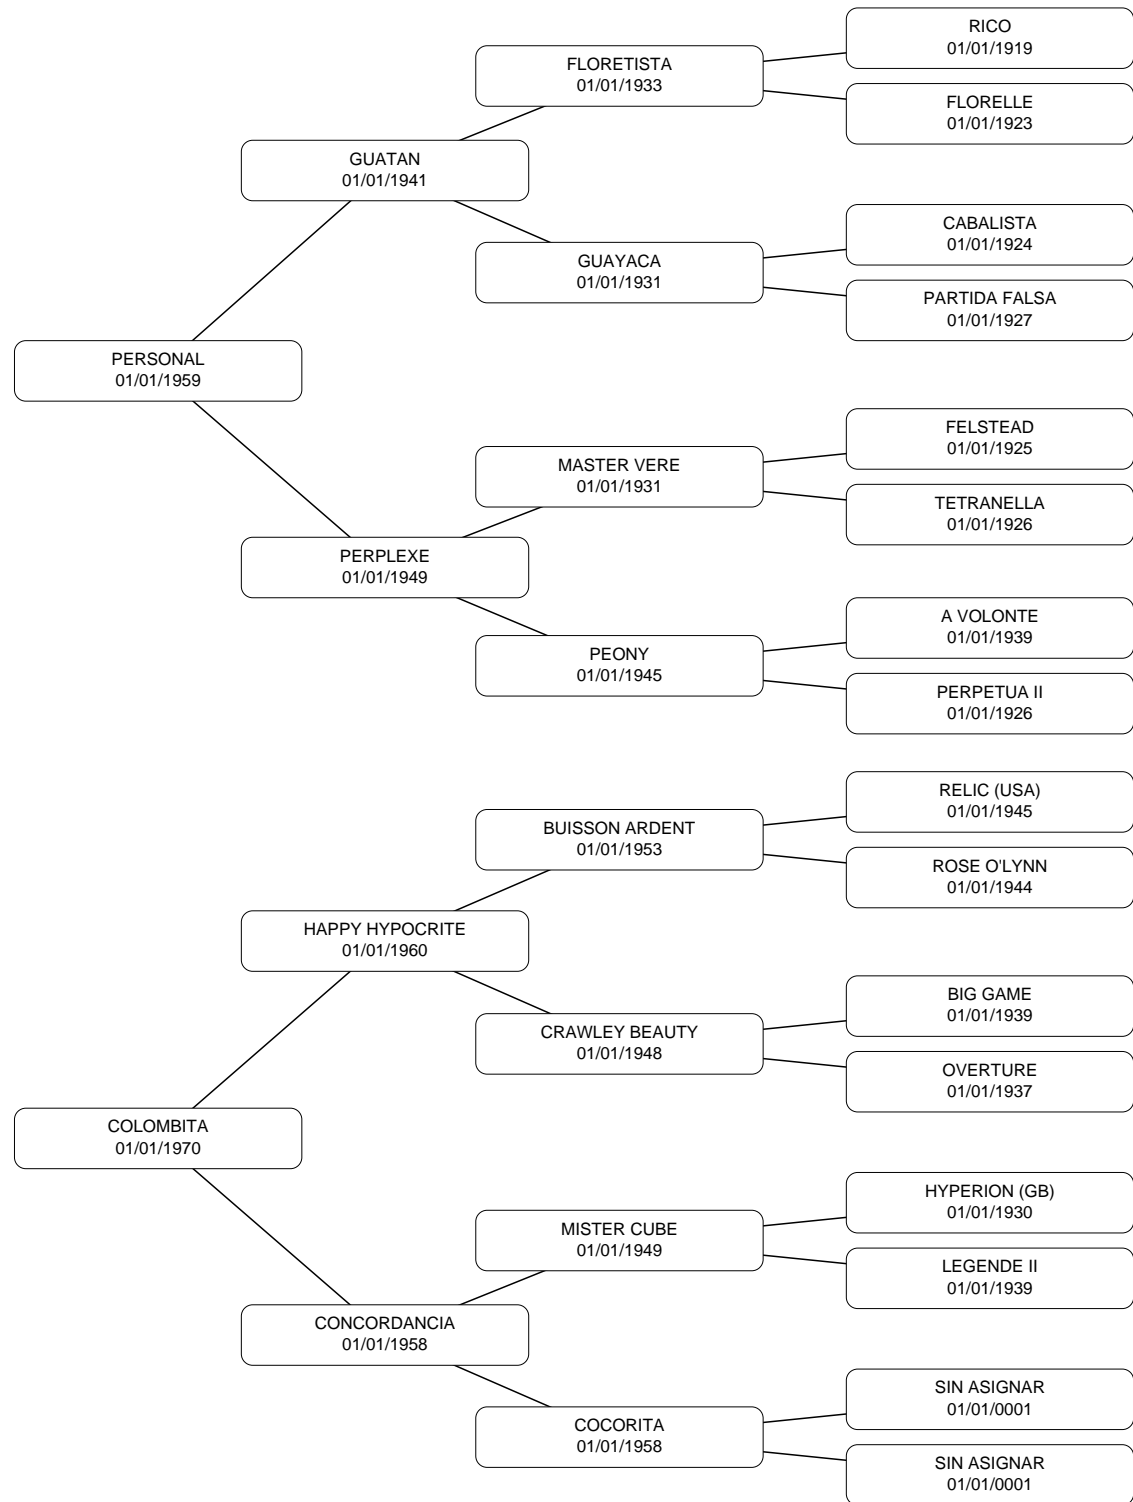 RICO
01/01/1919
FLORETISTA
01/01/1933
FLORELLE
01/01/1923
GUATAN
01/01/1941
CABALISTA
01/01/1924
GUAYACA
01/01/1931
PARTIDA FALSA
01/01/1927
PERSONAL
01/01/1959
FELSTEAD
01/01/1925
MASTER VERE
01/01/1931
TETRANELLA
01/01/1926
PERPLEXE
01/01/1949
A VOLONTE
01/01/1939
PEONY
01/01/1945
PERPETUA II
01/01/1926
RELIC (USA)
01/01/1945
BUISSON ARDENT
01/01/1953
ROSE O'LYNN
01/01/1944
HAPPY HYPOCRITE
01/01/1960
BIG GAME
01/01/1939
CRAWLEY BEAUTY
01/01/1948
OVERTURE
01/01/1937
COLOMBITA
01/01/1970
HYPERION (GB)
01/01/1930
MISTER CUBE
01/01/1949
LEGENDE II
01/01/1939
CONCORDANCIA
01/01/1958
SIN ASIGNAR
01/01/0001
COCORITA
01/01/1958
SIN ASIGNAR
01/01/0001